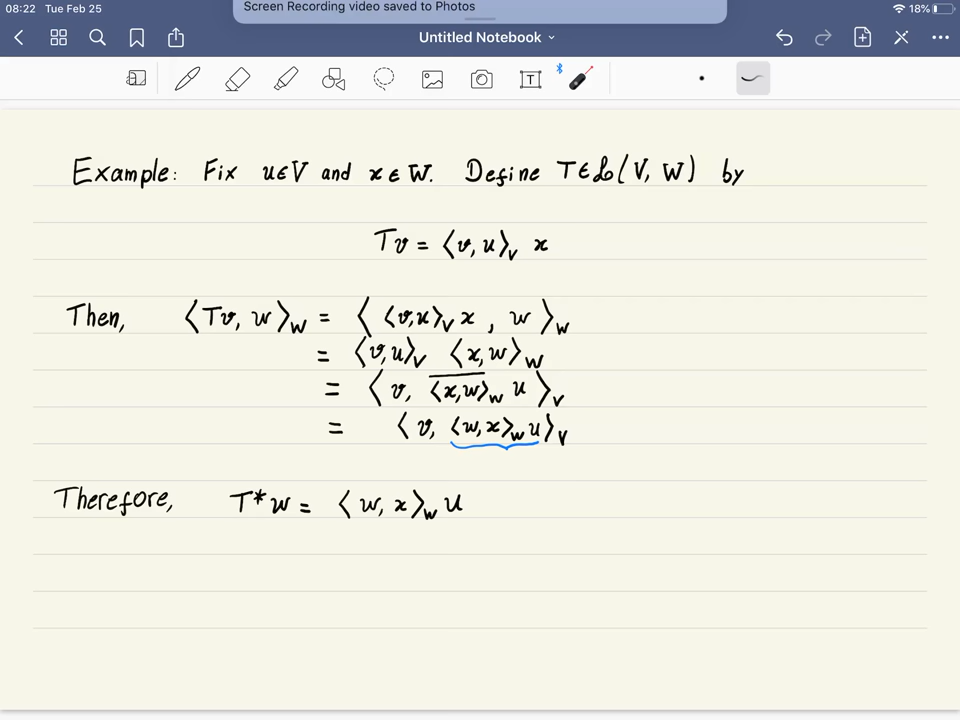 08:22 Tue Feb 25
Screen Recording video saved to Photos
18%
Untitled Notebook
T
Example: Fix u∈V and x∈W. Define T∈ℒ(V, W) by
Tv = ⟨v, u⟩_V x
Then, ⟨Tv, w⟩_W = ⟨ ⟨v,u⟩_V x , w ⟩_W
= ⟨v,u⟩_V ⟨x,w⟩_W
= ⟨ v, \overline{⟨x,w⟩_W} u ⟩_V
= ⟨ v, ⟨w,x⟩_W u ⟩_V
Therefore, T*w = ⟨ w, x ⟩_W u